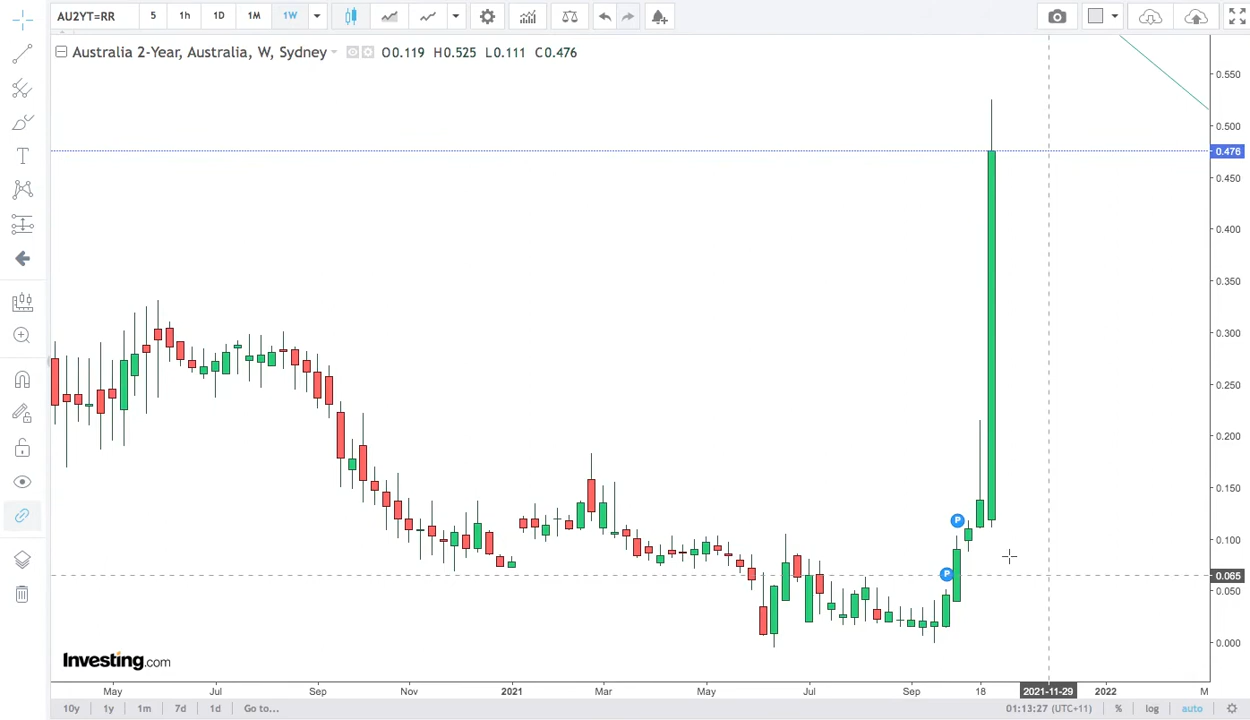 AU2YT=RR 5 1h 1D 1M 1W
Australia 2-Year, Australia, W, Sydney O0.119 H0.525 L0.111 C0.476
0.550
0.500
0.476
0.450
0.400
0.350
0.300
0.250
0.200
0.150
P
0.100
P
0.065
0.050
0.000
Investing.com
May Jul Sep Nov 2021 Mar May Jul Sep 18 2021-11-29 2022 M
10y 1y 1m 7d 1d Go to... 01:13:27 (UTC+11) % log auto